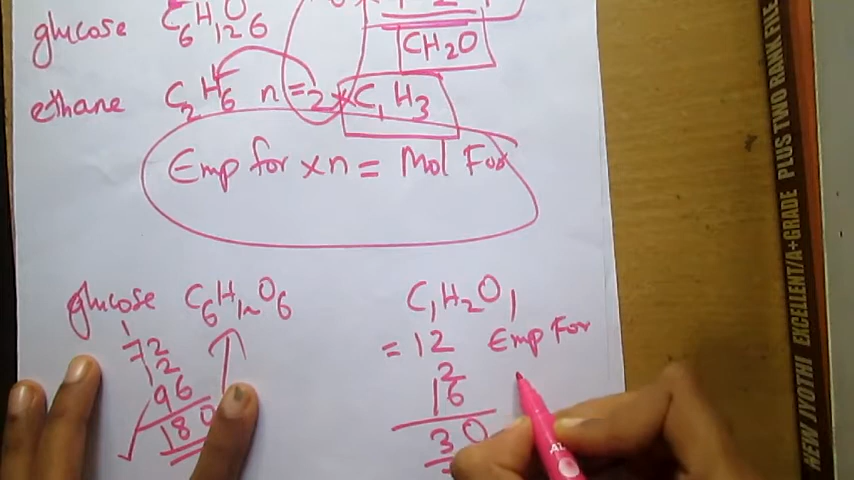 glucose C6H12O6
CH2O
ethane C2H6 n=2× C1H3
Emp for × n = Mol For
glucose C6H12O6 C1H2O1
72 = 12 Emp For
2 2
96 16
180 30
NEW JYOTHI EXCELLENT/A+GRADE PLUS TWO RANK FILE